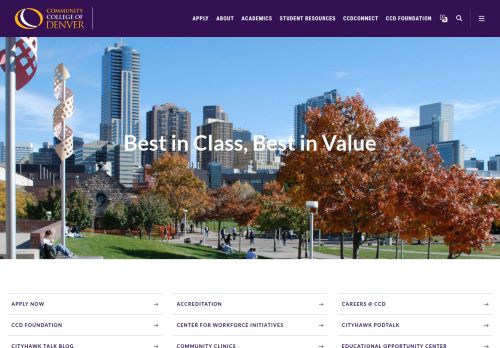 COMMUNITY
COLLEGE OF
DENVER
APPLY ABOUT ACADEMICS STUDENT RESOURCES CCDCONNECT CCD FOUNDATION
Best in Class, Best in Value
APPLY NOW → ACCREDITATION → CAREERS @ CCD →
CCD FOUNDATION → CENTER FOR WORKFORCE INITIATIVES → CITYHAWK PODTALK →
CITYHAWK TALK BLOG → COMMUNITY CLINICS → EDUCATIONAL OPPORTUNITY CENTER →